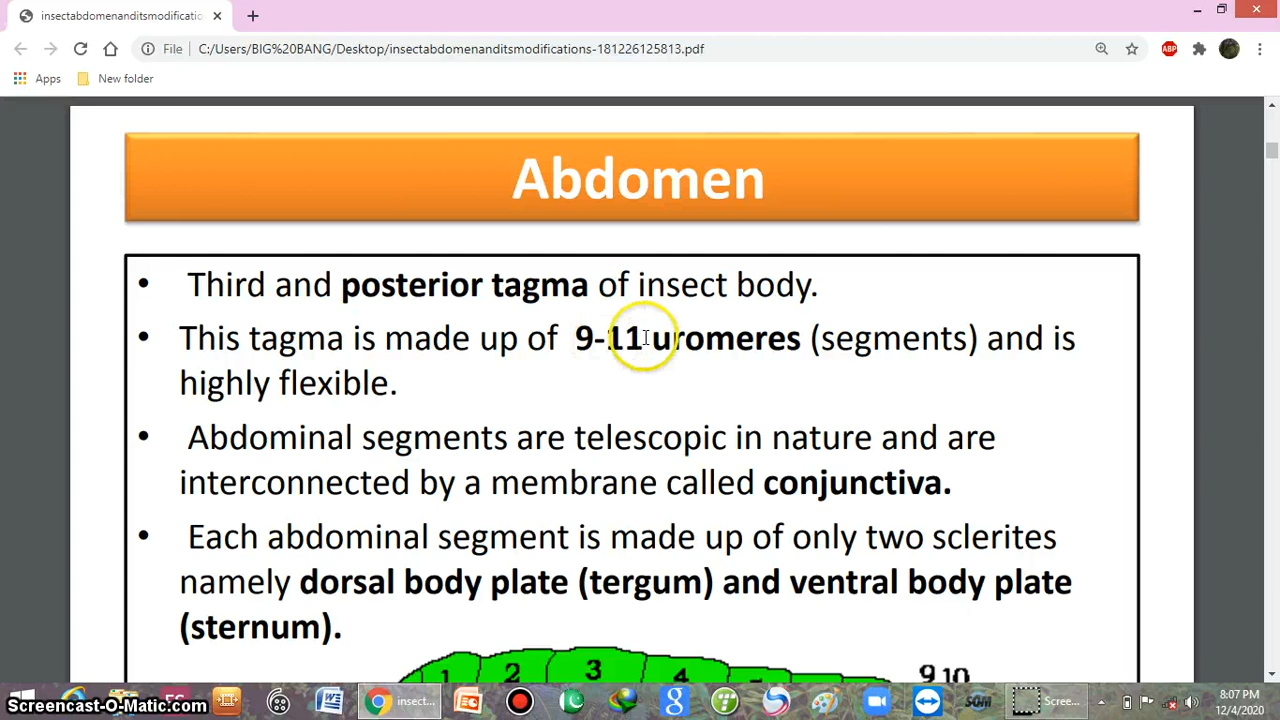 insectabdomenanditsmodificatio
File C:/Users/BIG%20BANG/Desktop/insectabdomenanditsmodifications-181226125813.pdf
ABP
Apps New folder
Abdomen
• Third and posterior tagma of insect body.
• This tagma is made up of 9-11 uromeres (segments) and is
highly flexible.
• Abdominal segments are telescopic in nature and are
interconnected by a membrane called conjunctiva.
• Each abdominal segment is made up of only two sclerites
namely dorsal body plate (tergum) and ventral body plate
(sternum).
1 2 3 4 9 10
insect...
Scree...
8:07 PM
12/4/2020
Screencast-O-Matic.com